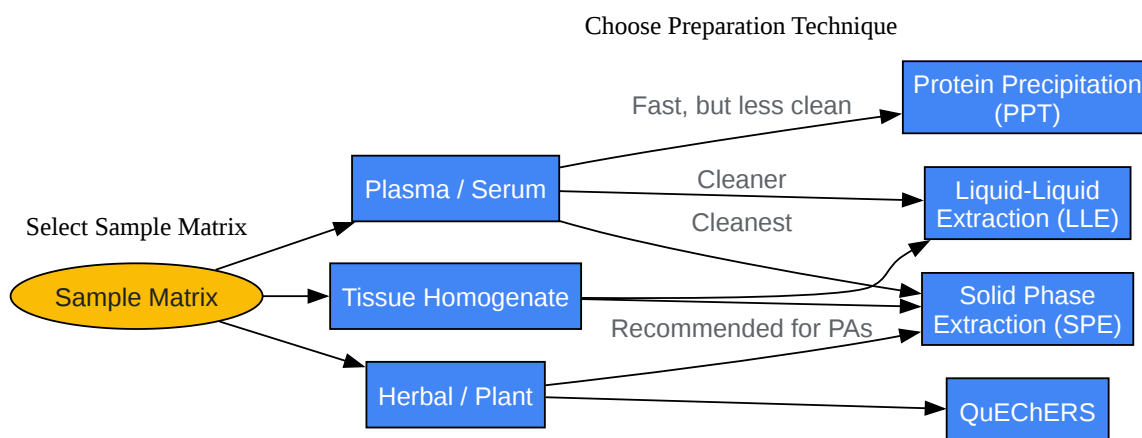 Choose Preparation Technique
Protein Precipitation
(PPT)
Fast, but less clean
Plasma / Serum
Cleaner
Liquid-Liquid
Extraction (LLE)
Cleanest
Select Sample Matrix
Sample Matrix
Tissue Homogenate
Solid Phase
Extraction (SPE)
Recommended for PAs
Herbal / Plant
QuEChERS